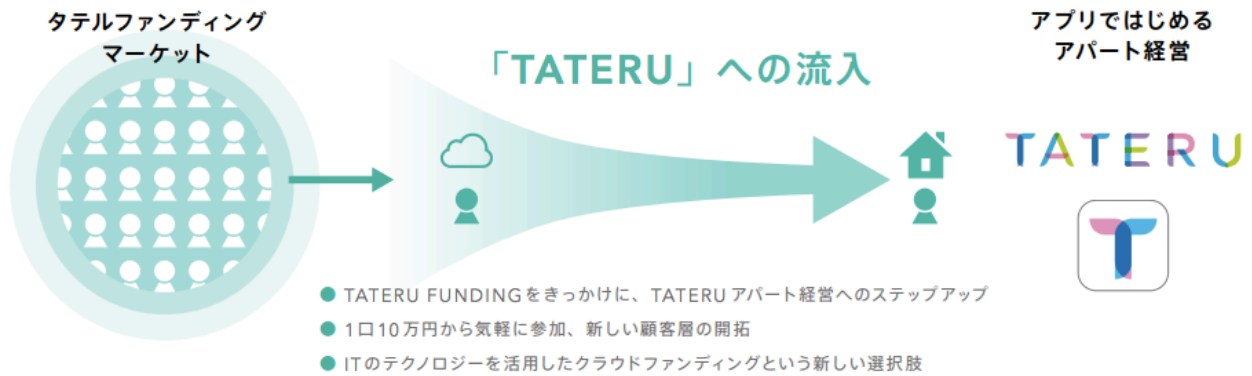 タテルファンディング
マーケット
「TATERU」への流入
アプリではじめる
アパート経営
TATERU
T
● TATERU FUNDINGをきっかけに、TATERUアパート経営へのステップアップ
● 1口10万円から気軽に参加、新しい顧客層の開拓
● ITのテクノロジーを活用したクラウドファンディングという新しい選択肢